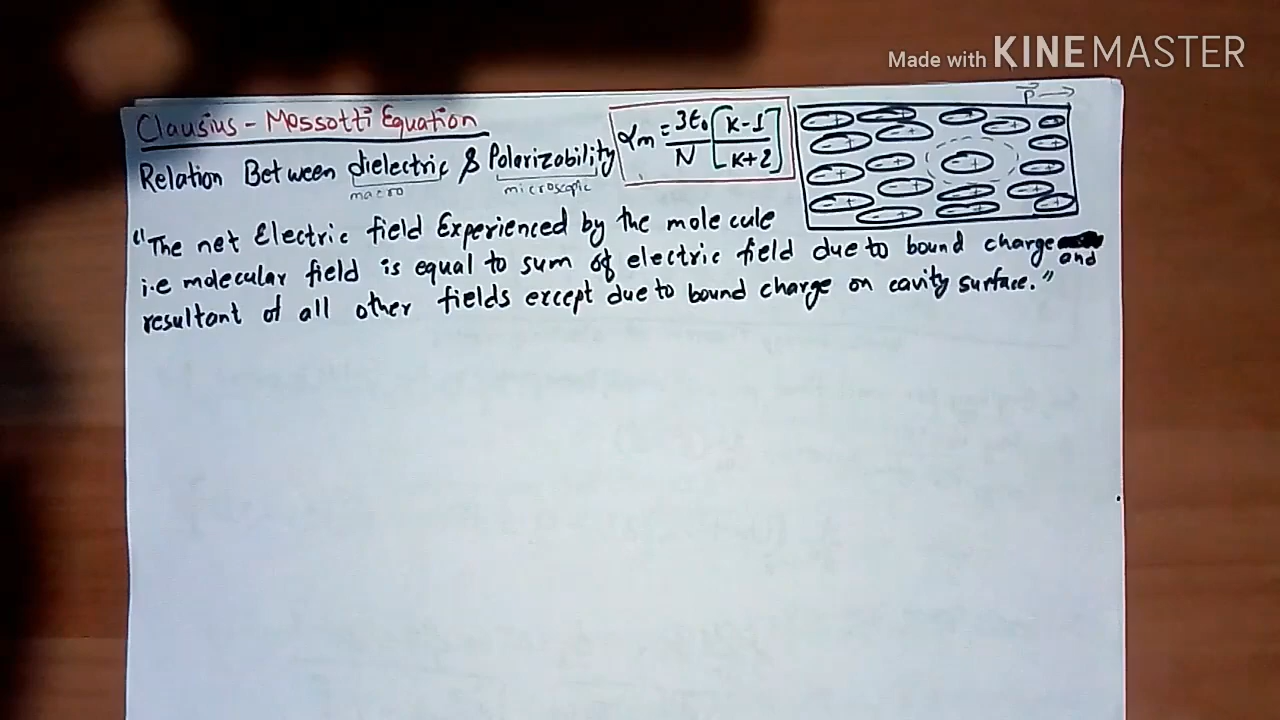 Made with KINEMASTER
Clausius - Mossotti Equation
αm = 3ε₀/N [K-1/K+2]
P →
Relation Between dielectric & Polarizability
macro microscopic
"The net Electric field Experienced by the molecule
i.e molecular field is equal to sum of electric field due to bound charge and
resultant of all other fields except due to bound charge on cavity surface."